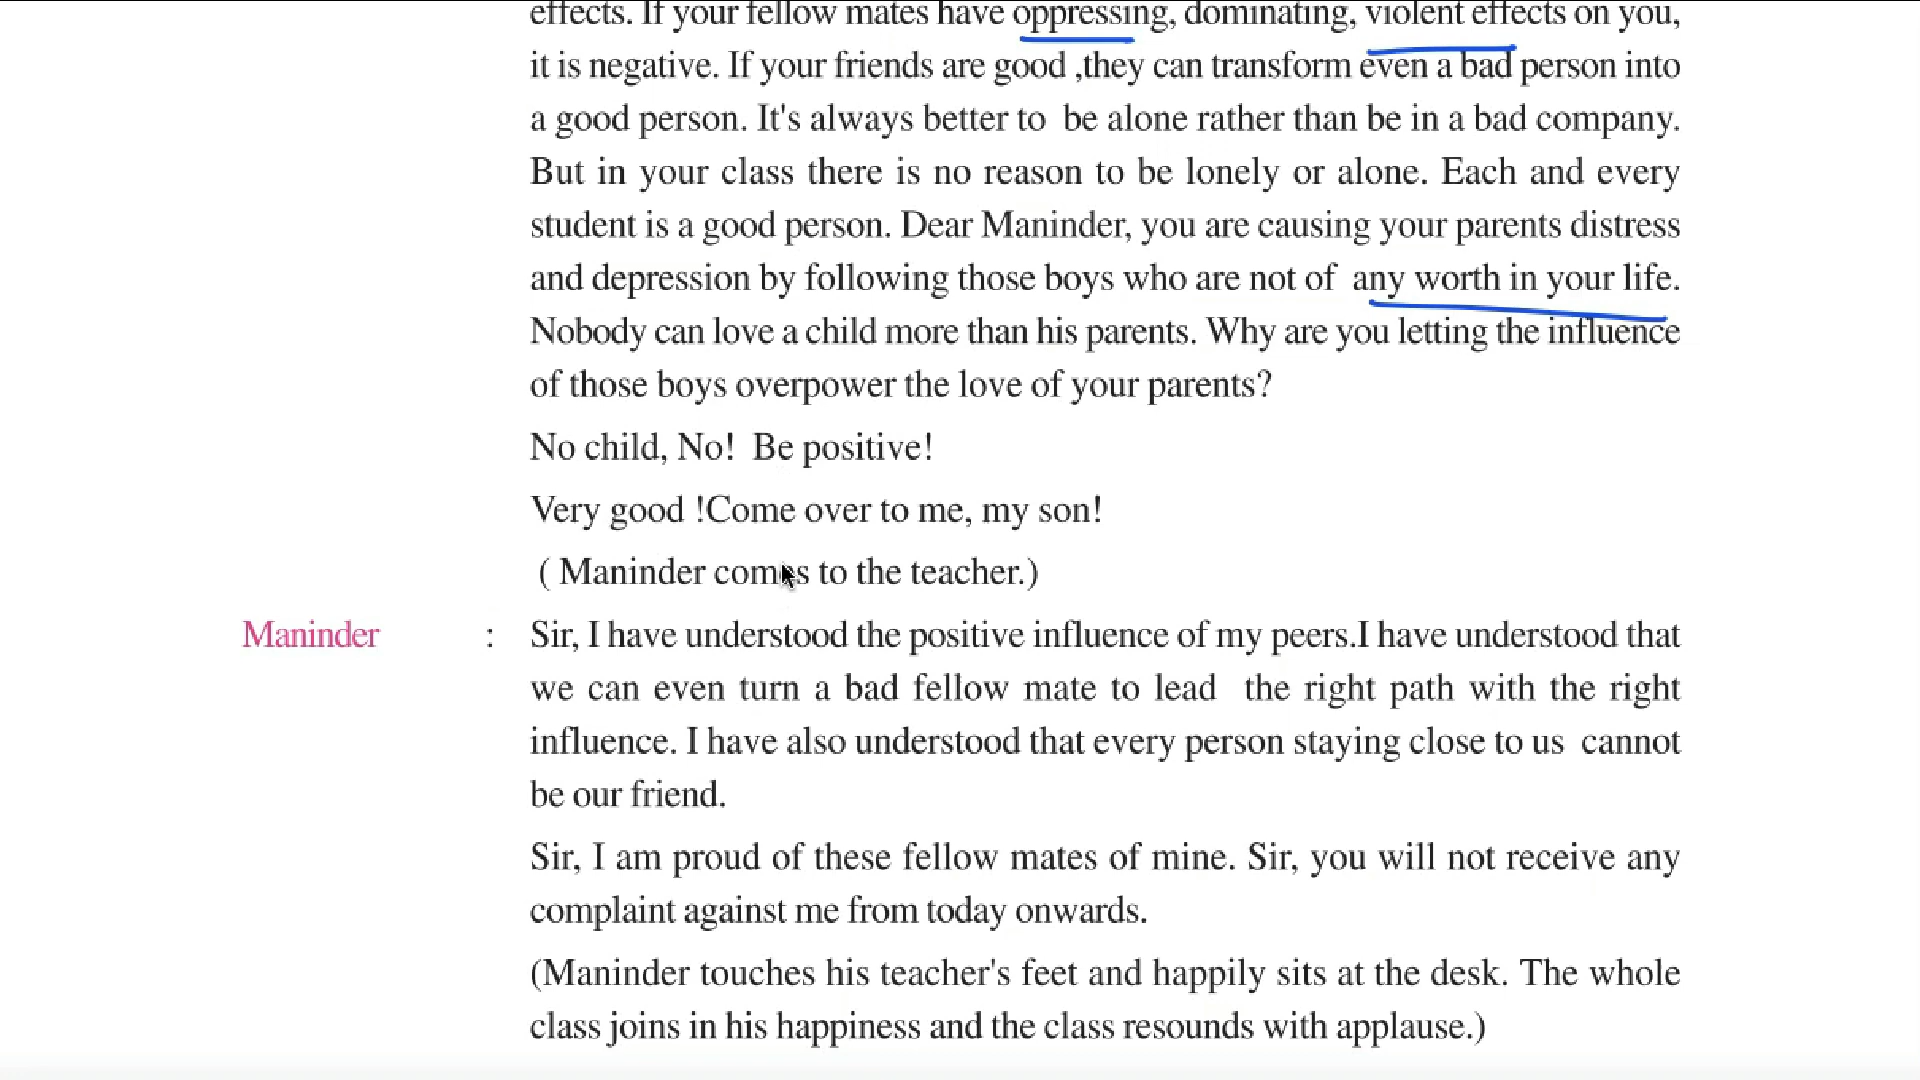 effects. If your fellow mates have oppressing, dominating, violent effects on you,
it is negative. If your friends are good ,they can transform even a bad person into
a good person. It's always better to be alone rather than be in a bad company.
But in your class there is no reason to be lonely or alone. Each and every
student is a good person. Dear Maninder, you are causing your parents distress
and depression by following those boys who are not of any worth in your life.
Nobody can love a child more than his parents. Why are you letting the influence
of those boys overpower the love of your parents?
No child, No! Be positive!
Very good !Come over to me, my son!
( Maninder comes to the teacher.)
Maninder : Sir, I have understood the positive influence of my peers.I have understood that
we can even turn a bad fellow mate to lead the right path with the right
influence. I have also understood that every person staying close to us cannot
be our friend.
Sir, I am proud of these fellow mates of mine. Sir, you will not receive any
complaint against me from today onwards.
(Maninder touches his teacher's feet and happily sits at the desk. The whole
class joins in his happiness and the class resounds with applause.)